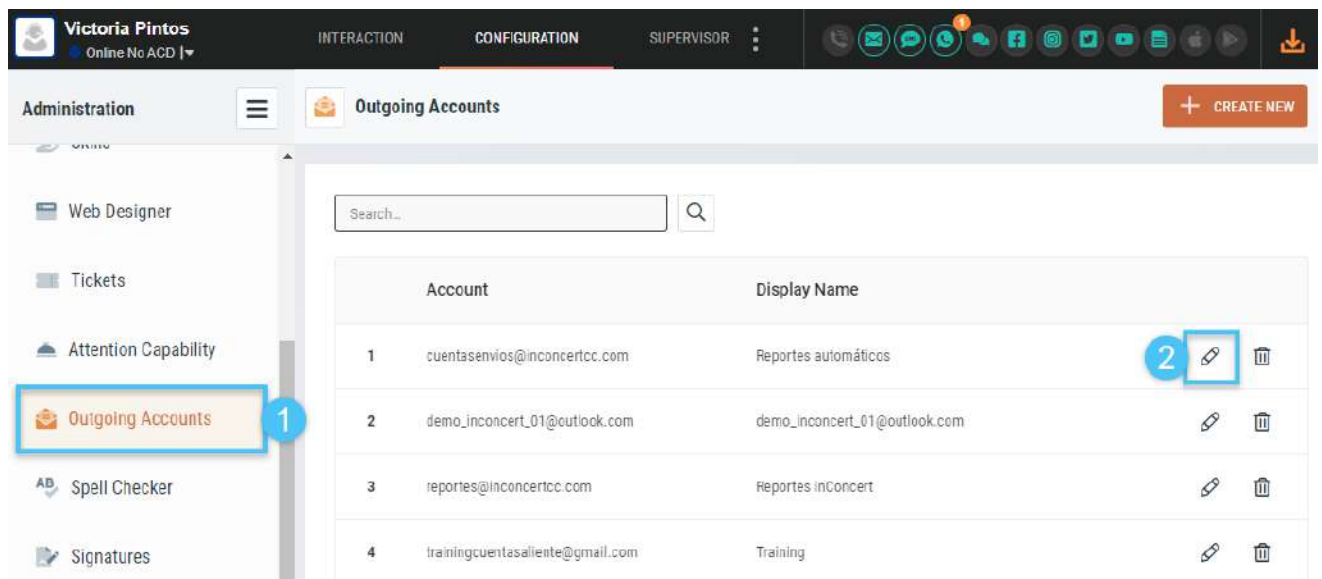 Victoria Pintos
Online No ACD
INTERACTION
CONFIGURATION
SUPERVISOR
1
Administration
Outgoing Accounts
+ CREATE NEW
Skills
Web Designer
Tickets
Attention Capability
Outgoing Accounts
1
Spell Checker
Signatures
Search...
Account Display Name
1 cuentasenvios@inconcertcc.com Reportes automáticos
2
2 demo_inconcert_01@outlook.com demo_inconcert_01@outlook.com
3 reportes@inconcertcc.com Reportes inConcert
4 trainingcuentasaliente@gmail.com Training